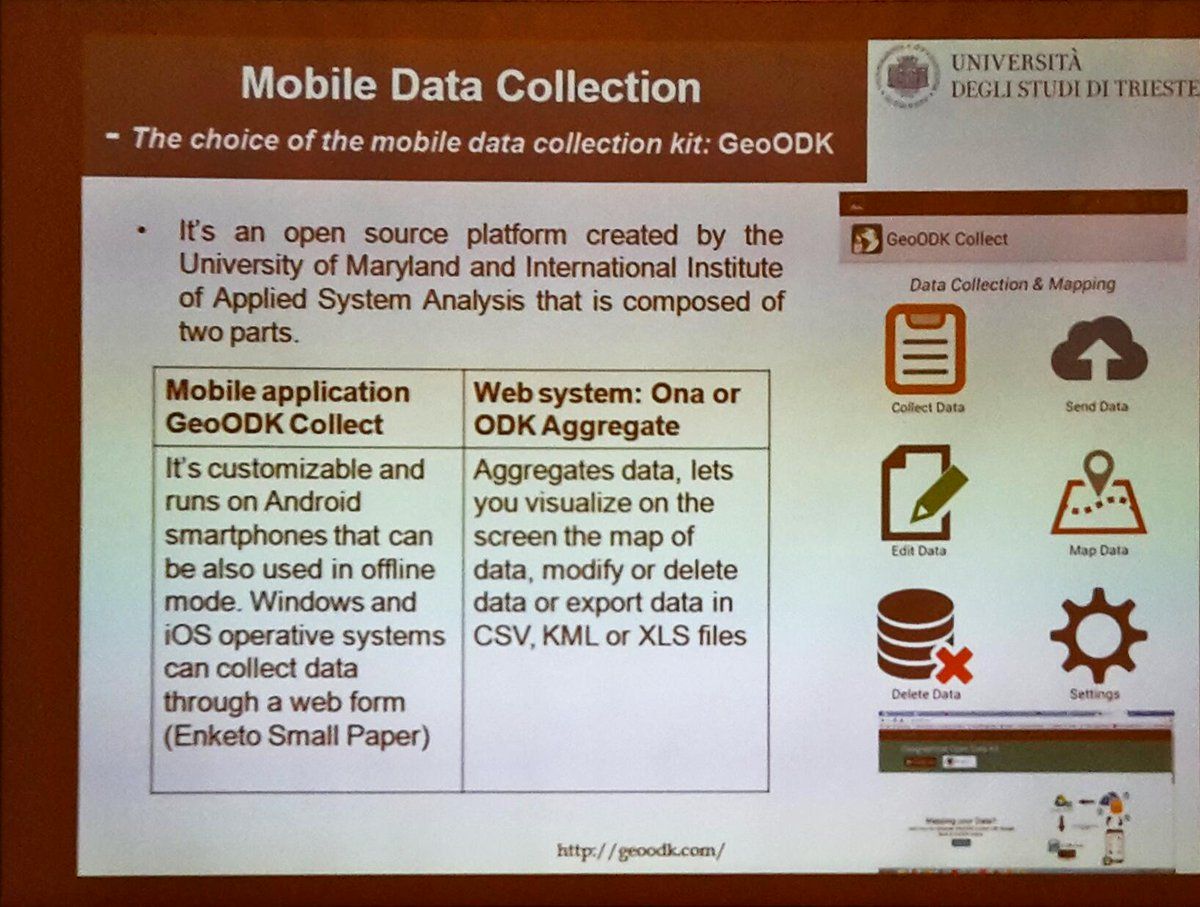 Mobile Data Collection
- The choice of the mobile data collection kit: GeoODK
UNIVERSITÀ
DEGLI STUDI DI TRIESTE
• It's an open source platform created by the
University of Maryland and International Institute
of Applied System Analysis that is composed of
two parts.
Mobile application
GeoODK Collect
Web system: Ona or
ODK Aggregate
It's customizable and
runs on Android
smartphones that can
be also used in offline
mode. Windows and
iOS operative systems
can collect data
through a web form
(Enketo Small Paper)
Aggregates data, lets
you visualize on the
screen the map of
data, modify or delete
data or export data in
CSV, KML or XLS files
http://geoodk.com/
GeoODK Collect
Data Collection & Mapping
Collect Data
Send Data
Edit Data
Map Data
Delete Data
Settings
Mapping your Data?